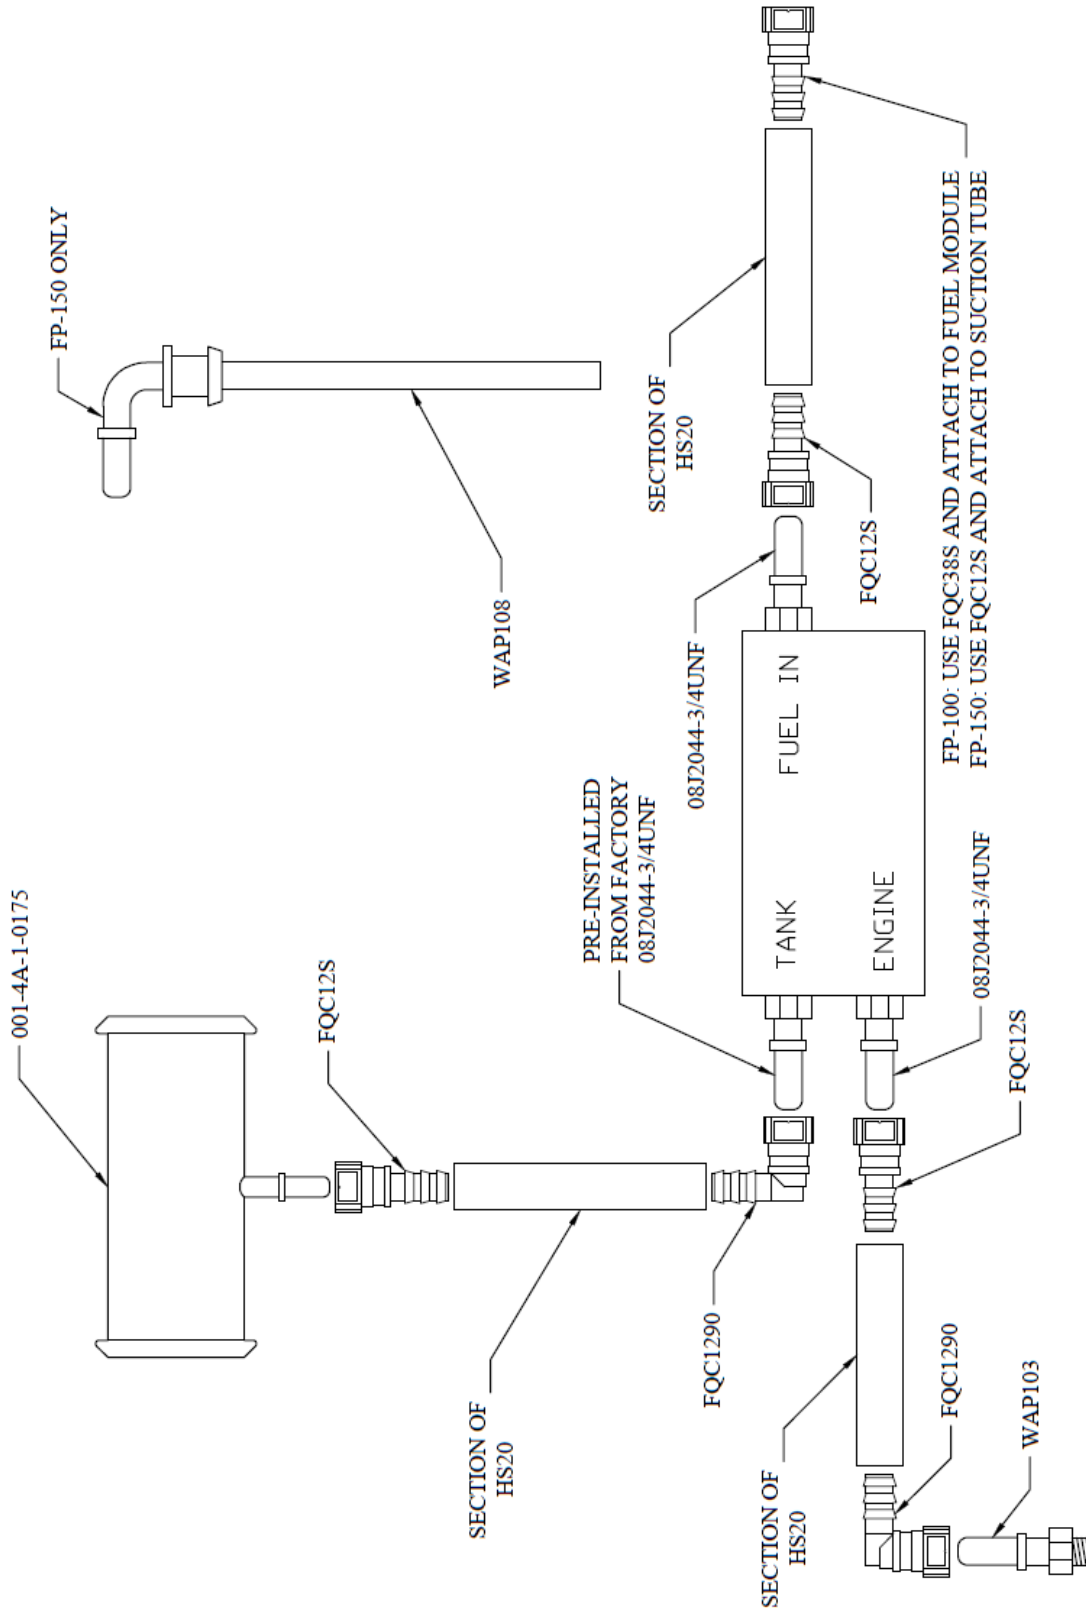 001-4A-1-0175
FP-150 ONLY
FQC12S
WAP108
SECTION OF
HS20
PRE-INSTALLED
FROM FACTORY
08J2044-3/4UNF
SECTION OF
HS20
08J2044-3/4UNF
FQC1290
TANK
FUEL IN
FQC12S
ENGINE
SECTION OF
HS20
FQC1290
08J2044-3/4UNF
FQC12S
WAP103
FP-100: USE FQC38S AND ATTACH TO FUEL MODULE
FP-150: USE FQC12S AND ATTACH TO SUCTION TUBE